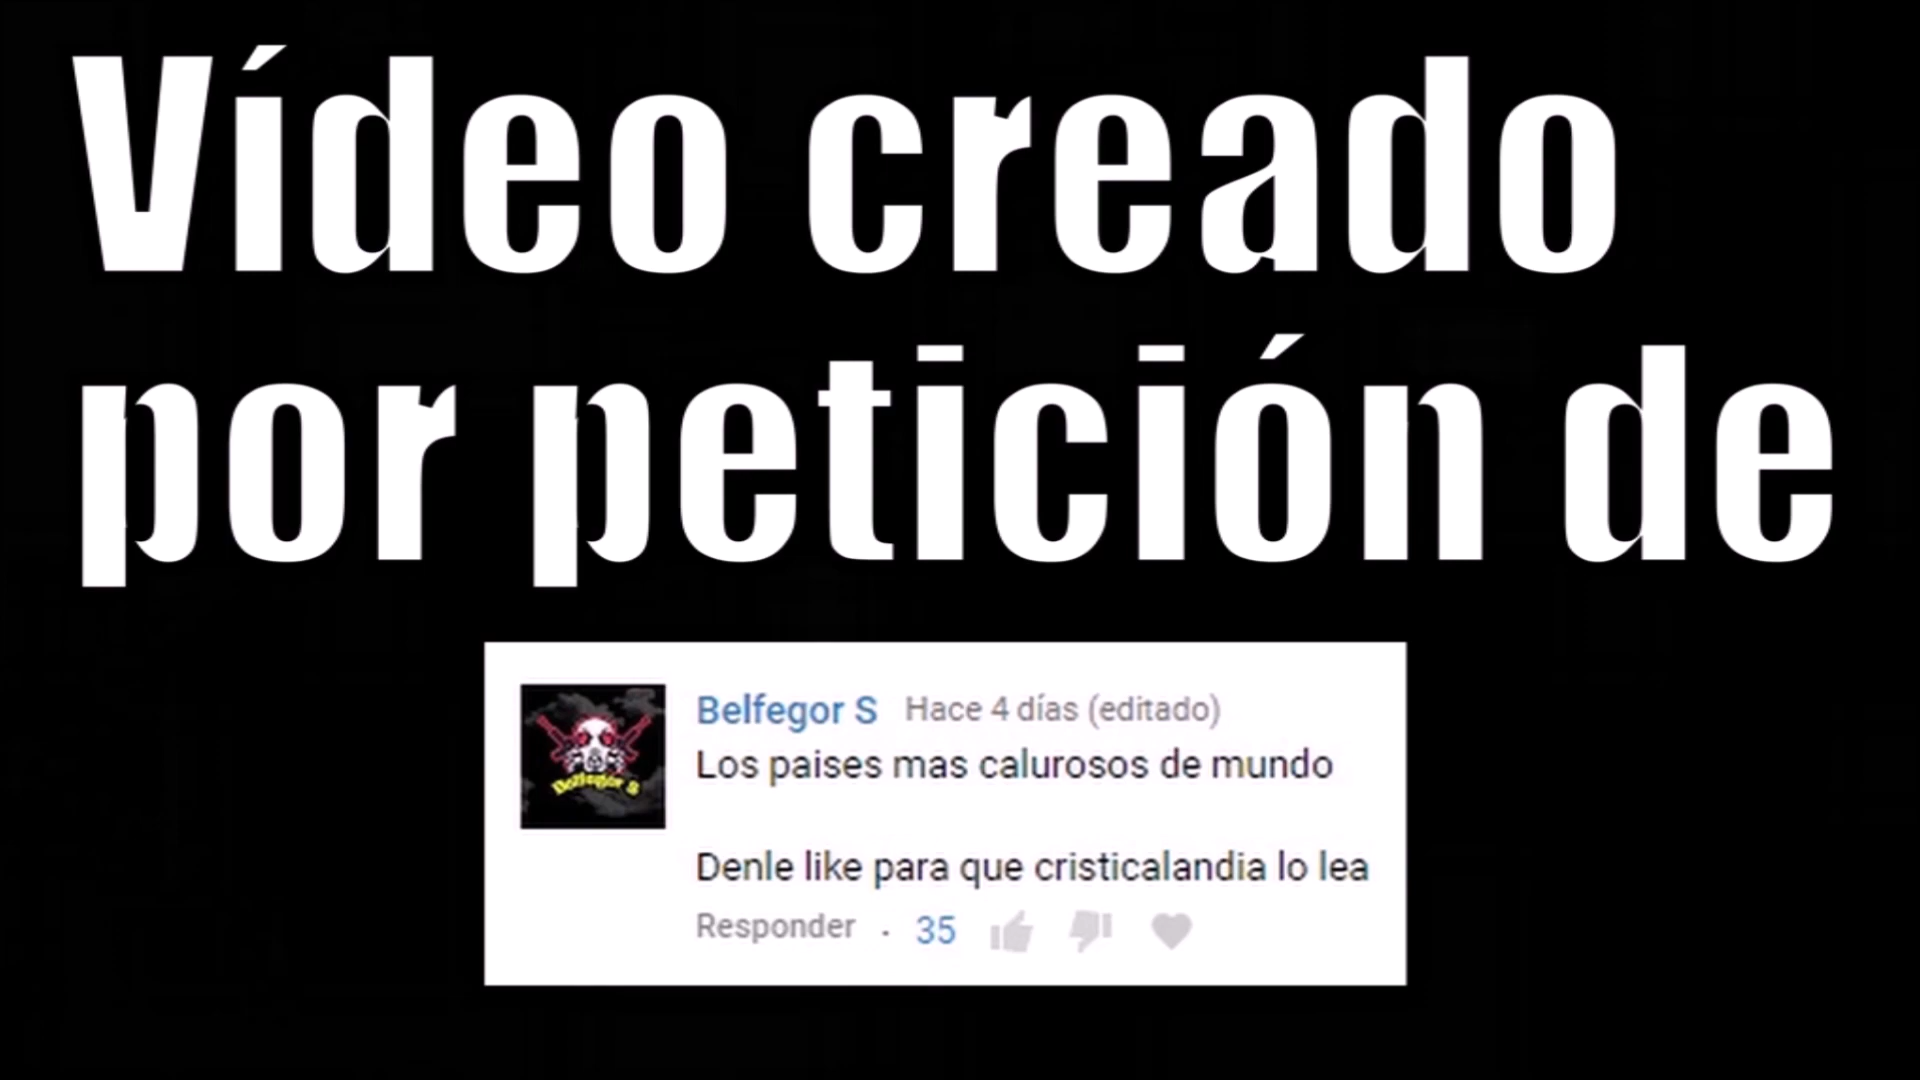 Vídeo creado
por petición de
Belfegor S Hace 4 días (editado)
Los paises mas calurosos de mundo
Denle like para que cristicalandia lo lea
Responder · 35
Belfegor S